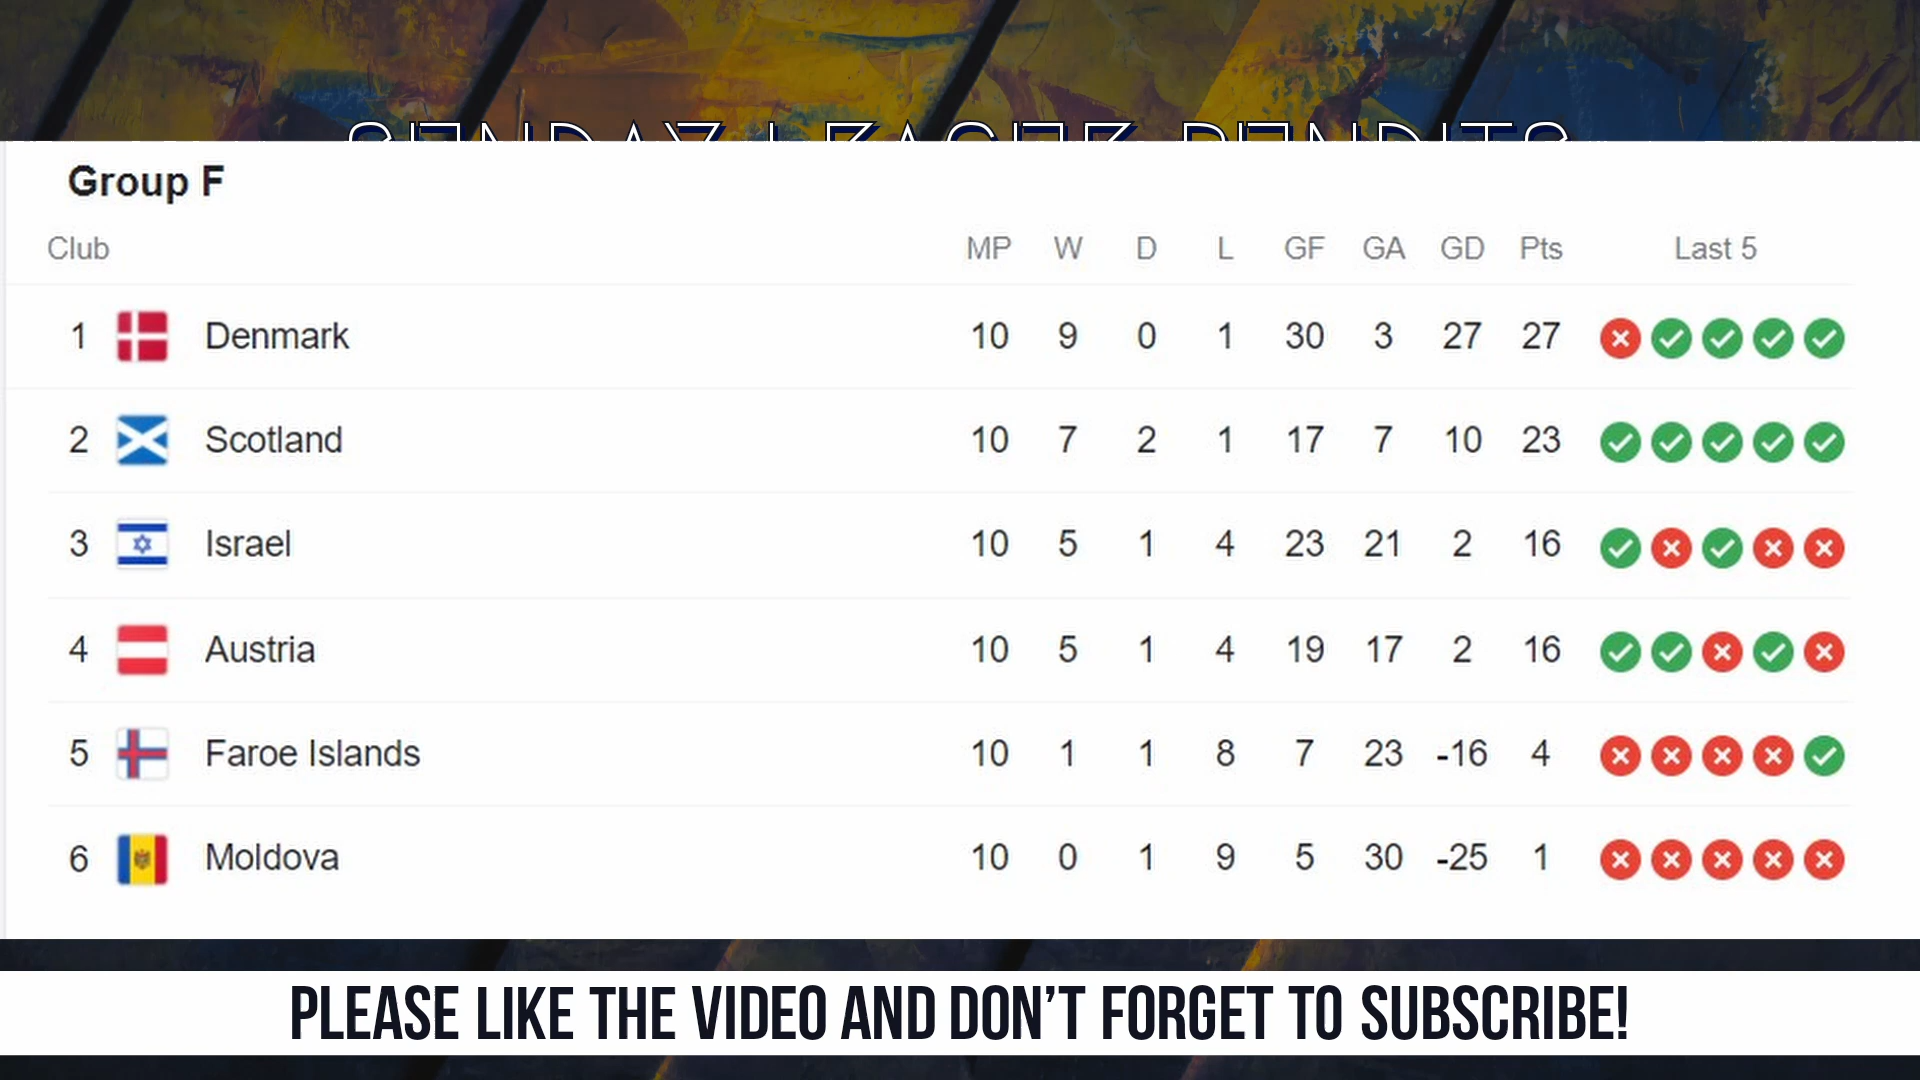 SUNDAY LEAGUE PUNDITS
Group F
Club MP W D L GF GA GD Pts Last 5
1 Denmark 10 9 0 1 30 3 27 27
2 Scotland 10 7 2 1 17 7 10 23
3 Israel 10 5 1 4 23 21 2 16
4 Austria 10 5 1 4 19 17 2 16
5 Faroe Islands 10 1 1 8 7 23 -16 4
6 Moldova 10 0 1 9 5 30 -25 1
PLEASE LIKE THE VIDEO AND DON'T FORGET TO SUBSCRIBE!